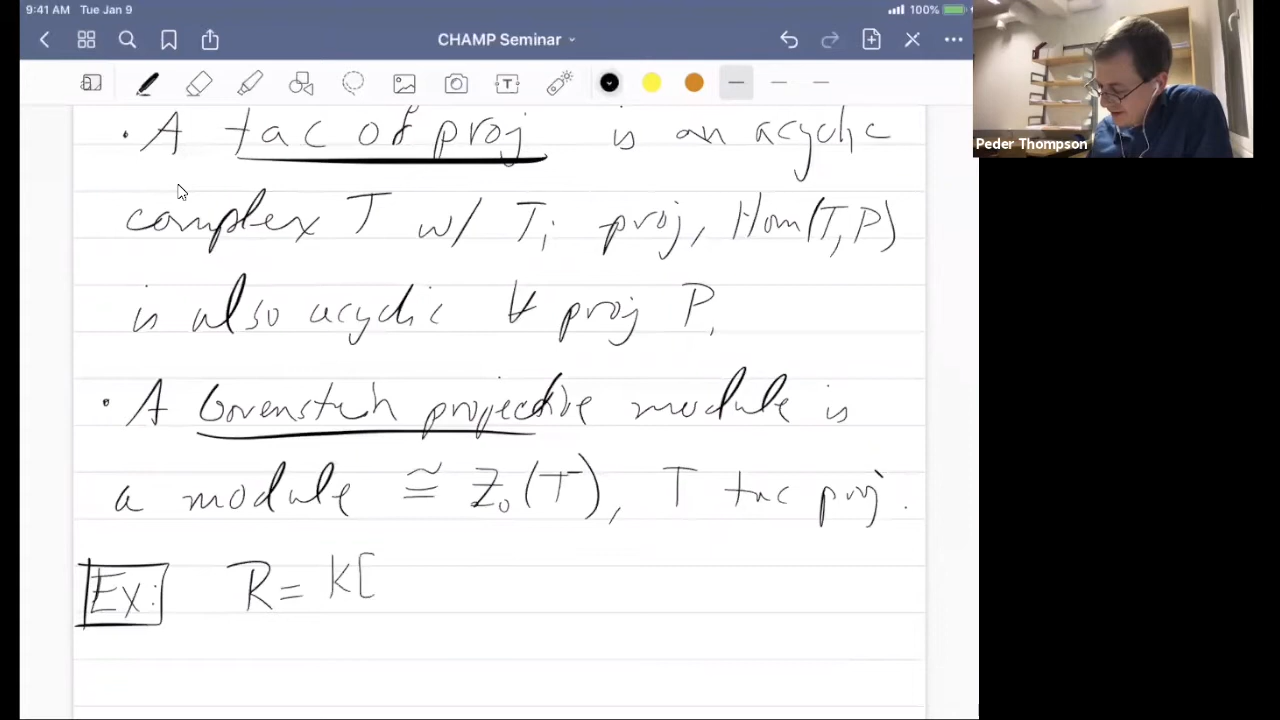 9:41 AM Tue Jan 9
100%
CHAMP Seminar
Peder Thompson
• A tac of proj is an acyclic
complex T w/ Tᵢ proj, Hom(T,P)
is also acyclic ∀ proj P.
• A Gorenstein projective module is
a module ≅ Z₀(T), T tac proj.
Ex: R = k[